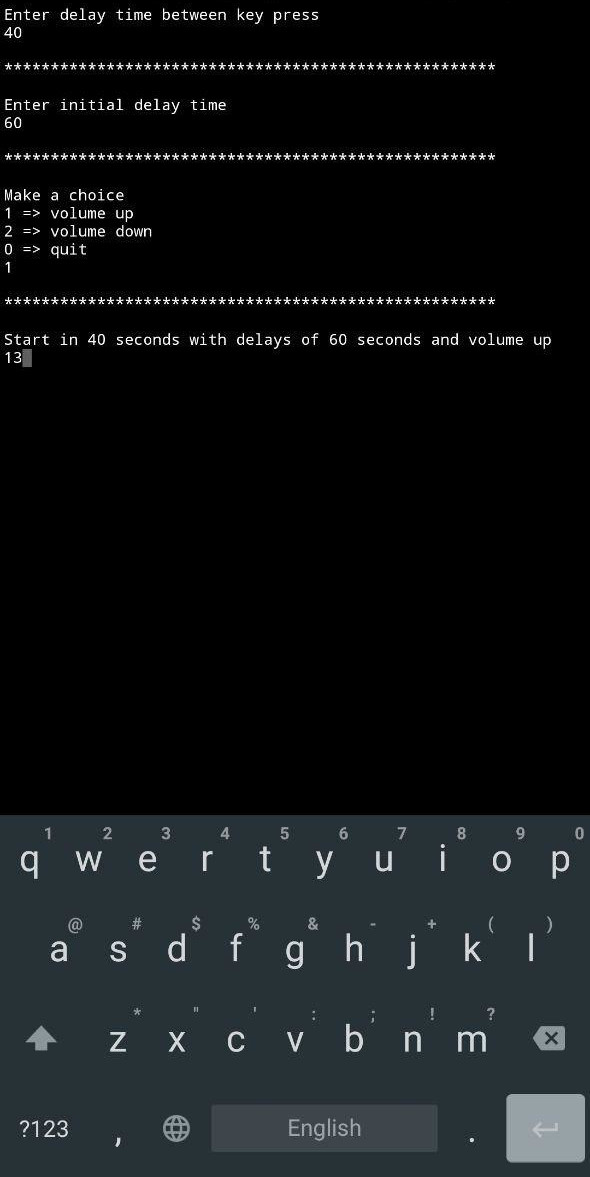 Enter delay time between key press
40
*****************************************************
Enter initial delay time
60
*****************************************************
Make a choice
1 => volume up
2 => volume down
0 => quit
1
*****************************************************
Start in 40 seconds with delays of 60 seconds and volume up
13
1 2 3 4 5 6 7 8 9 0
q w e r t y u i o p
@ # $ % & - + ( )
a s d f g h j k l
* " ' : ; ! ?
z x c v b n m
?123 , English .